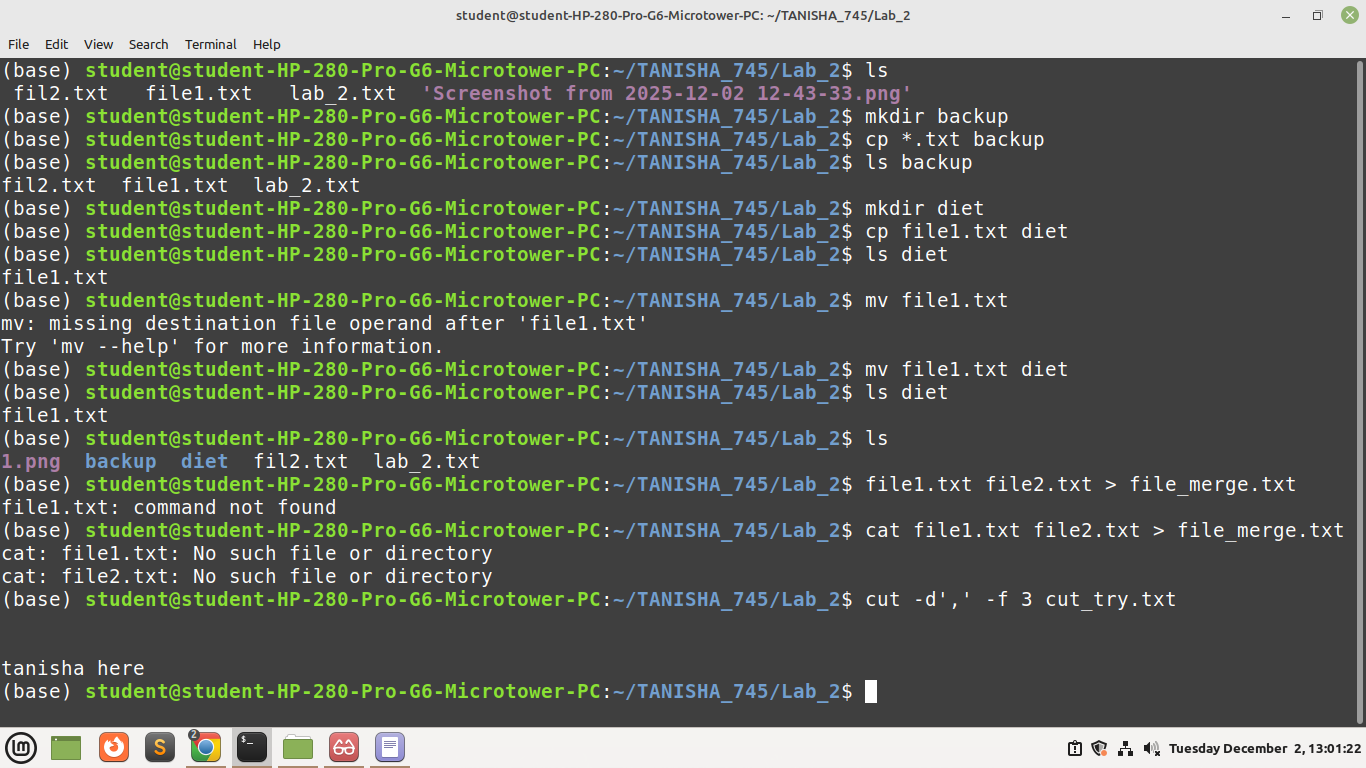 student@student-HP-280-Pro-G6-Microtower-PC: ~/TANISHA_745/Lab_2
File Edit View Search Terminal Help
(base) student@student-HP-280-Pro-G6-Microtower-PC:~/TANISHA_745/Lab_2$ ls
 fil2.txt   file1.txt   lab_2.txt  'Screenshot from 2025-12-02 12-43-33.png'
(base) student@student-HP-280-Pro-G6-Microtower-PC:~/TANISHA_745/Lab_2$ mkdir backup
(base) student@student-HP-280-Pro-G6-Microtower-PC:~/TANISHA_745/Lab_2$ cp *.txt backup
(base) student@student-HP-280-Pro-G6-Microtower-PC:~/TANISHA_745/Lab_2$ ls backup
fil2.txt  file1.txt  lab_2.txt
(base) student@student-HP-280-Pro-G6-Microtower-PC:~/TANISHA_745/Lab_2$ mkdir diet
(base) student@student-HP-280-Pro-G6-Microtower-PC:~/TANISHA_745/Lab_2$ cp file1.txt diet
(base) student@student-HP-280-Pro-G6-Microtower-PC:~/TANISHA_745/Lab_2$ ls diet
file1.txt
(base) student@student-HP-280-Pro-G6-Microtower-PC:~/TANISHA_745/Lab_2$ mv file1.txt
mv: missing destination file operand after 'file1.txt'
Try 'mv --help' for more information.
(base) student@student-HP-280-Pro-G6-Microtower-PC:~/TANISHA_745/Lab_2$ mv file1.txt diet
(base) student@student-HP-280-Pro-G6-Microtower-PC:~/TANISHA_745/Lab_2$ ls diet
file1.txt
(base) student@student-HP-280-Pro-G6-Microtower-PC:~/TANISHA_745/Lab_2$ ls
1.png  backup  diet  fil2.txt  lab_2.txt
(base) student@student-HP-280-Pro-G6-Microtower-PC:~/TANISHA_745/Lab_2$ file1.txt file2.txt > file_merge.txt
file1.txt: command not found
(base) student@student-HP-280-Pro-G6-Microtower-PC:~/TANISHA_745/Lab_2$ cat file1.txt file2.txt > file_merge.txt
cat: file1.txt: No such file or directory
cat: file2.txt: No such file or directory
(base) student@student-HP-280-Pro-G6-Microtower-PC:~/TANISHA_745/Lab_2$ cut -d',' -f 3 cut_try.txt
tanisha here
(base) student@student-HP-280-Pro-G6-Microtower-PC:~/TANISHA_745/Lab_2$
2
Tuesday December  2, 13:01:22